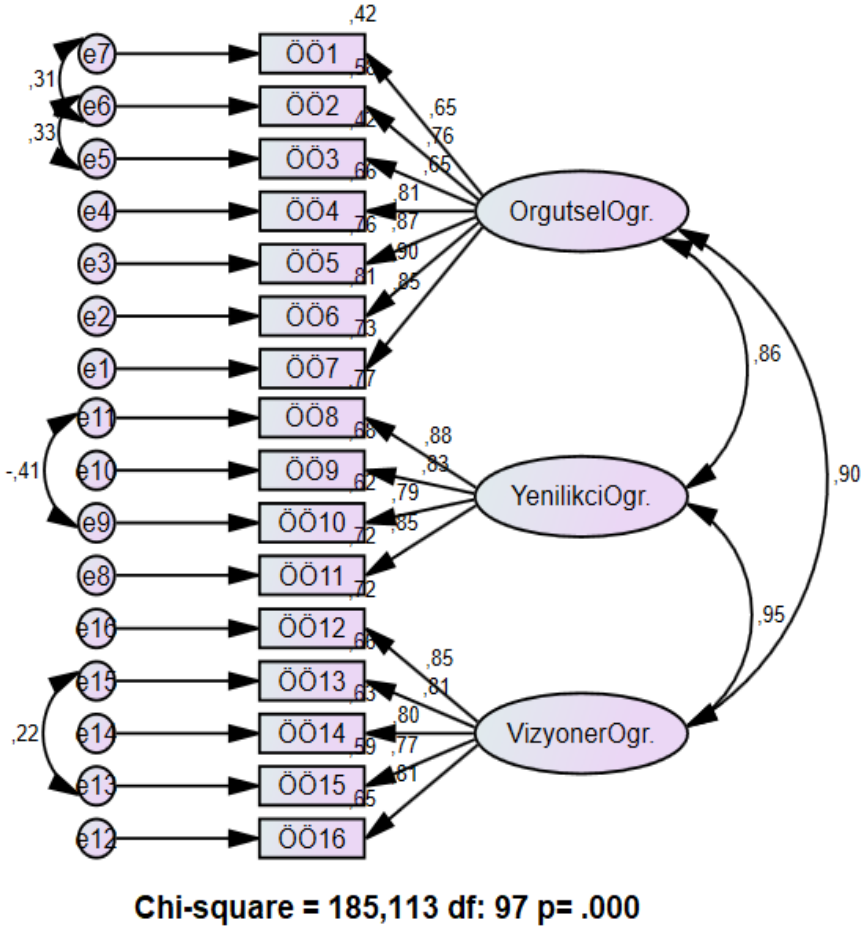 ,42
e7 ÖÖ1
,58
,31
,65
e6 ÖÖ2
,42
,76
,33
e5 ÖÖ3
,65
,66
e4 ÖÖ4
,81
OrgutselOgr.
,76
,87
e3 ÖÖ5
,90
,81
,85
e2 ÖÖ6
,73
e1 ÖÖ7
,86
,77
e11 ÖÖ8
,68
,88
-,41
e10 ÖÖ9
,83
,90
,62
,79
YenilikciOgr.
e9 ÖÖ10
,85
,72
e8 ÖÖ11
,72
e16 ÖÖ12
,95
,66
,85
e15 ÖÖ13
,81
,63
,80
,22
e14 ÖÖ14
VizyonerOgr.
,59
,77
e13 ÖÖ15
,81
,65
e12 ÖÖ16
Chi-square = 185,113 df: 97 p= .000